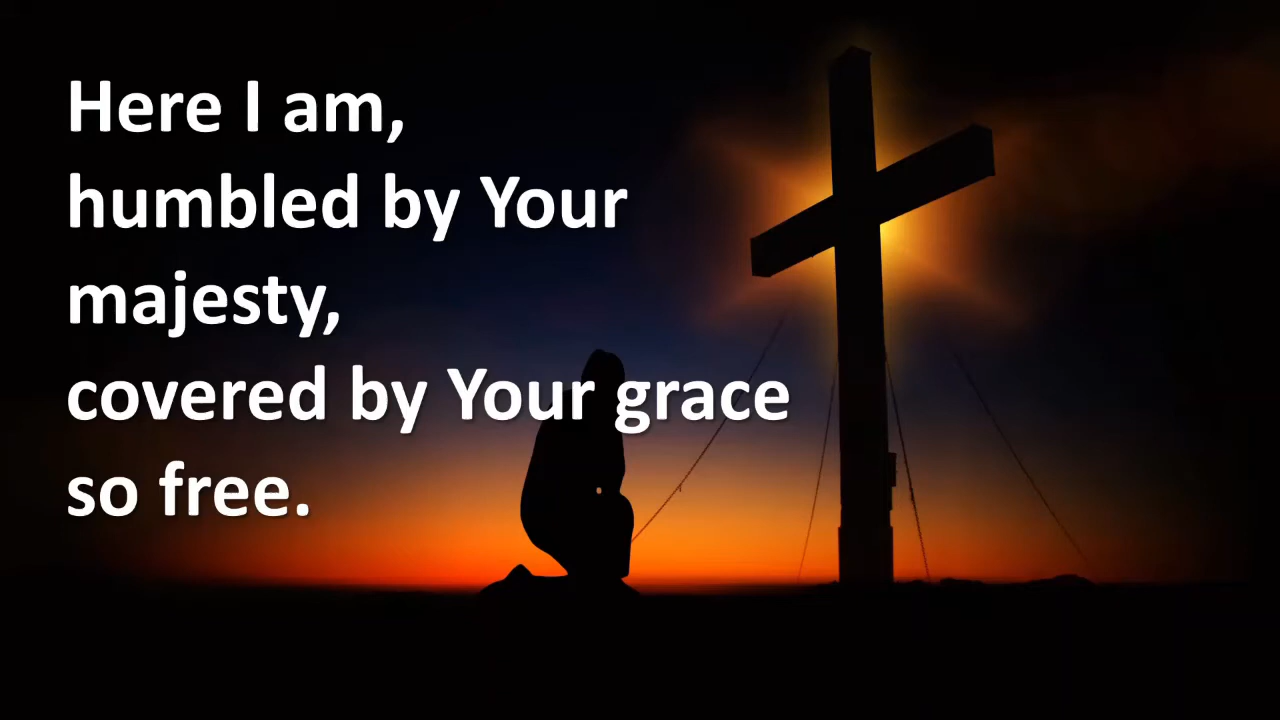 Here I am,
humbled by Your
majesty,
covered by Your grace
so free.